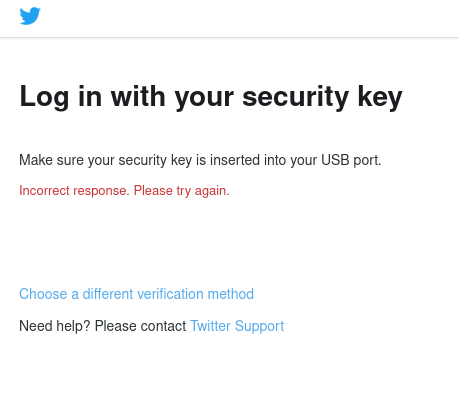 Log in with your security key
Make sure your security key is inserted into your USB port.
Incorrect response. Please try again.
Choose a different verification method
Need help? Please contact Twitter Support